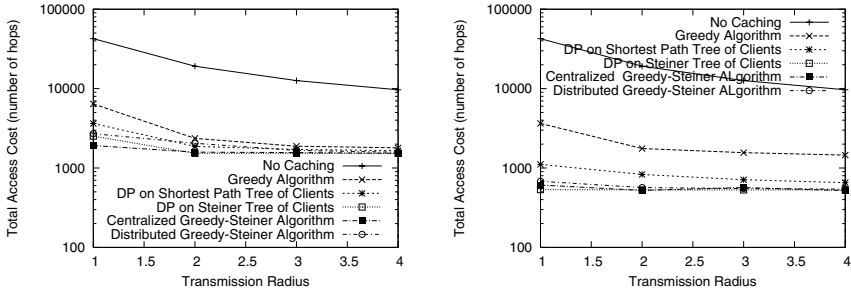 100000
10000
1000
100
1
1.5
2
2.5
3
3.5
4
Total Access Cost (number of hops)
Transmission Radius
No Caching
Greedy Algorithm
DP on Shortest Path Tree of Clients
DP on Steiner Tree of Clients
Centralized Greedy-Steiner Algorithm
Distributed Greedy-Steiner Algorithm
100000
10000
1000
100
1
1.5
2
2.5
3
3.5
4
Total Access Cost (number of hops)
Transmission Radius
No Caching
Greedy Algorithm
DP on Shortest Path Tree of Clients
DP on Steiner Tree of Clients
Centralized Greedy-Steiner ALgorithm
Distributed Greedy-Steiner ALgorithm